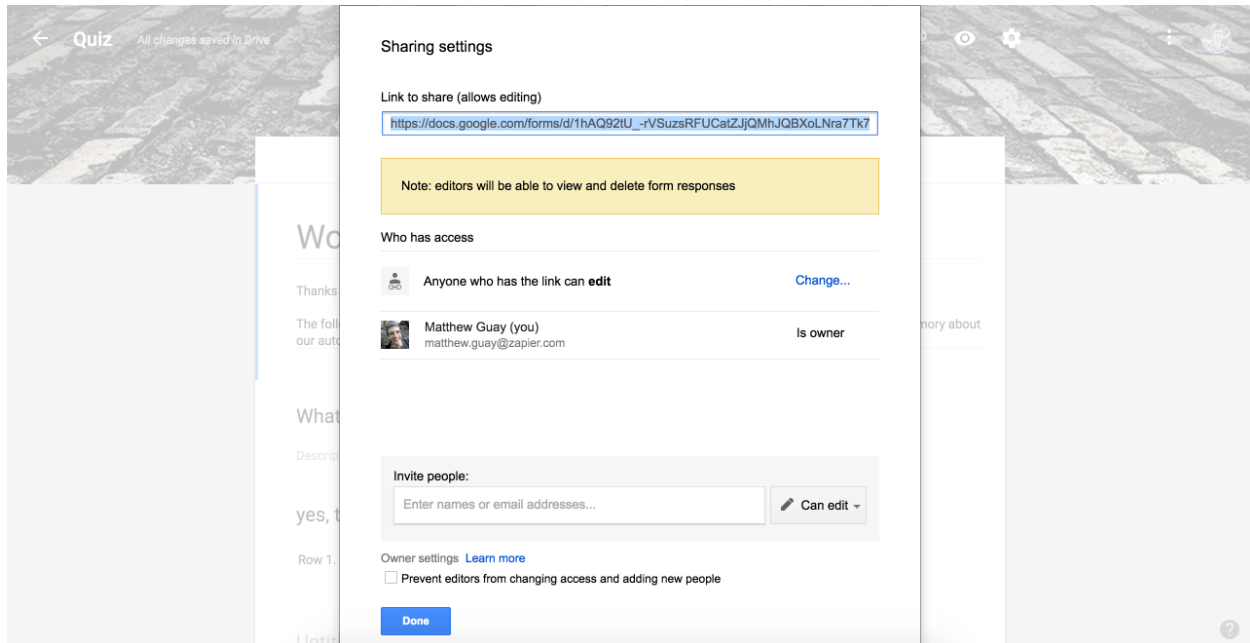 Quiz All changes saved in Drive
Sharing settings
Link to share (allows editing)
https://docs.google.com/forms/d/1hAQ92tU_-rVSuzsRFUCatZJjQMhJQBXoLNra7Tk7
Note: editors will be able to view and delete form responses
Who has access
Anyone who has the link can edit Change...
Matthew Guay (you)
matthew.guay@zapier.com
Is owner
Thanks
The foll
our auto
mory about
Wo
What
Descrip
yes, t
Row 1.
Untit
Invite people:
Enter names or email addresses... Can edit
Owner settings Learn more
Prevent editors from changing access and adding new people
Done